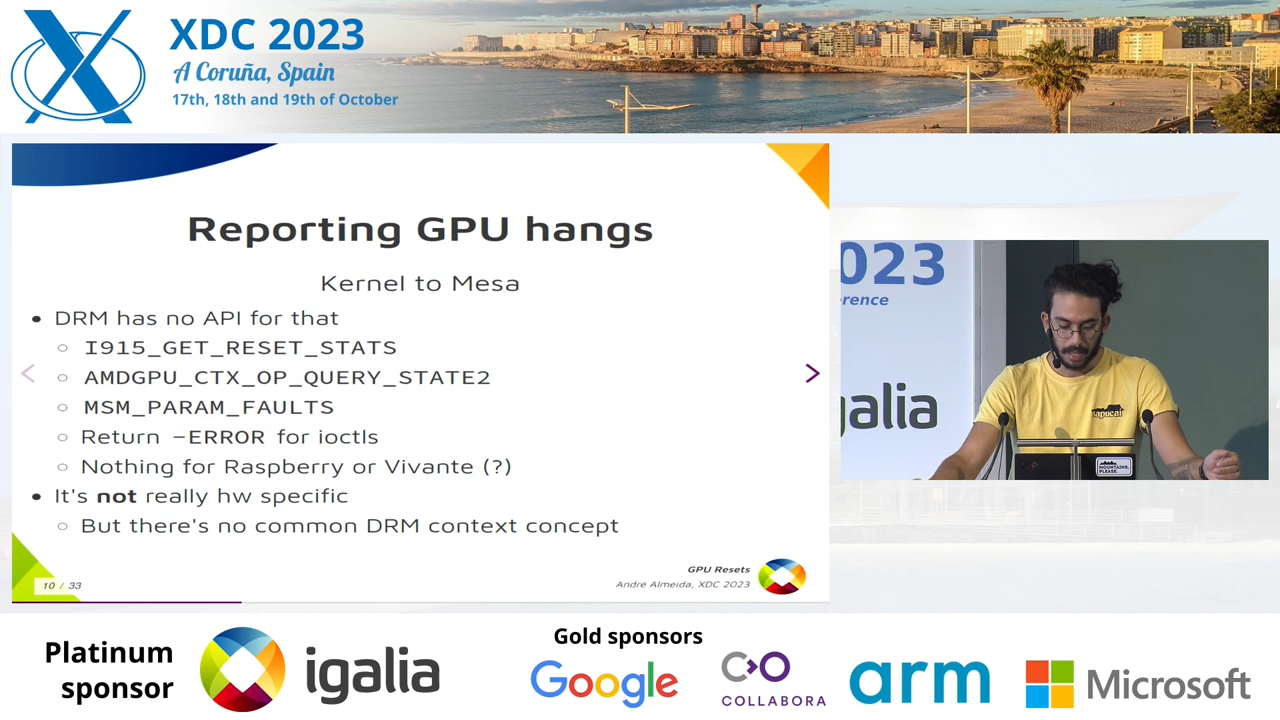 XDC 2023
A Coruña, Spain
17th, 18th and 19th of October
Reporting GPU hangs
Kernel to Mesa
• DRM has no API for that
○ I915_GET_RESET_STATS
○ AMDGPU_CTX_OP_QUERY_STATE2
○ MSM_PARAM_FAULTS
○ Return -ERROR for ioctls
○ Nothing for Raspberry or Vivante (?)
• It's not really hw specific
○ But there's no common DRM context concept
10 / 33
GPU Resets
André Almeida, XDC 2023
023
erence
galia
sapucai
MOUNTAINS,
PLEASE.
Platinum
sponsor
igalia
Gold sponsors
Google
COLLABORA
arm
Microsoft